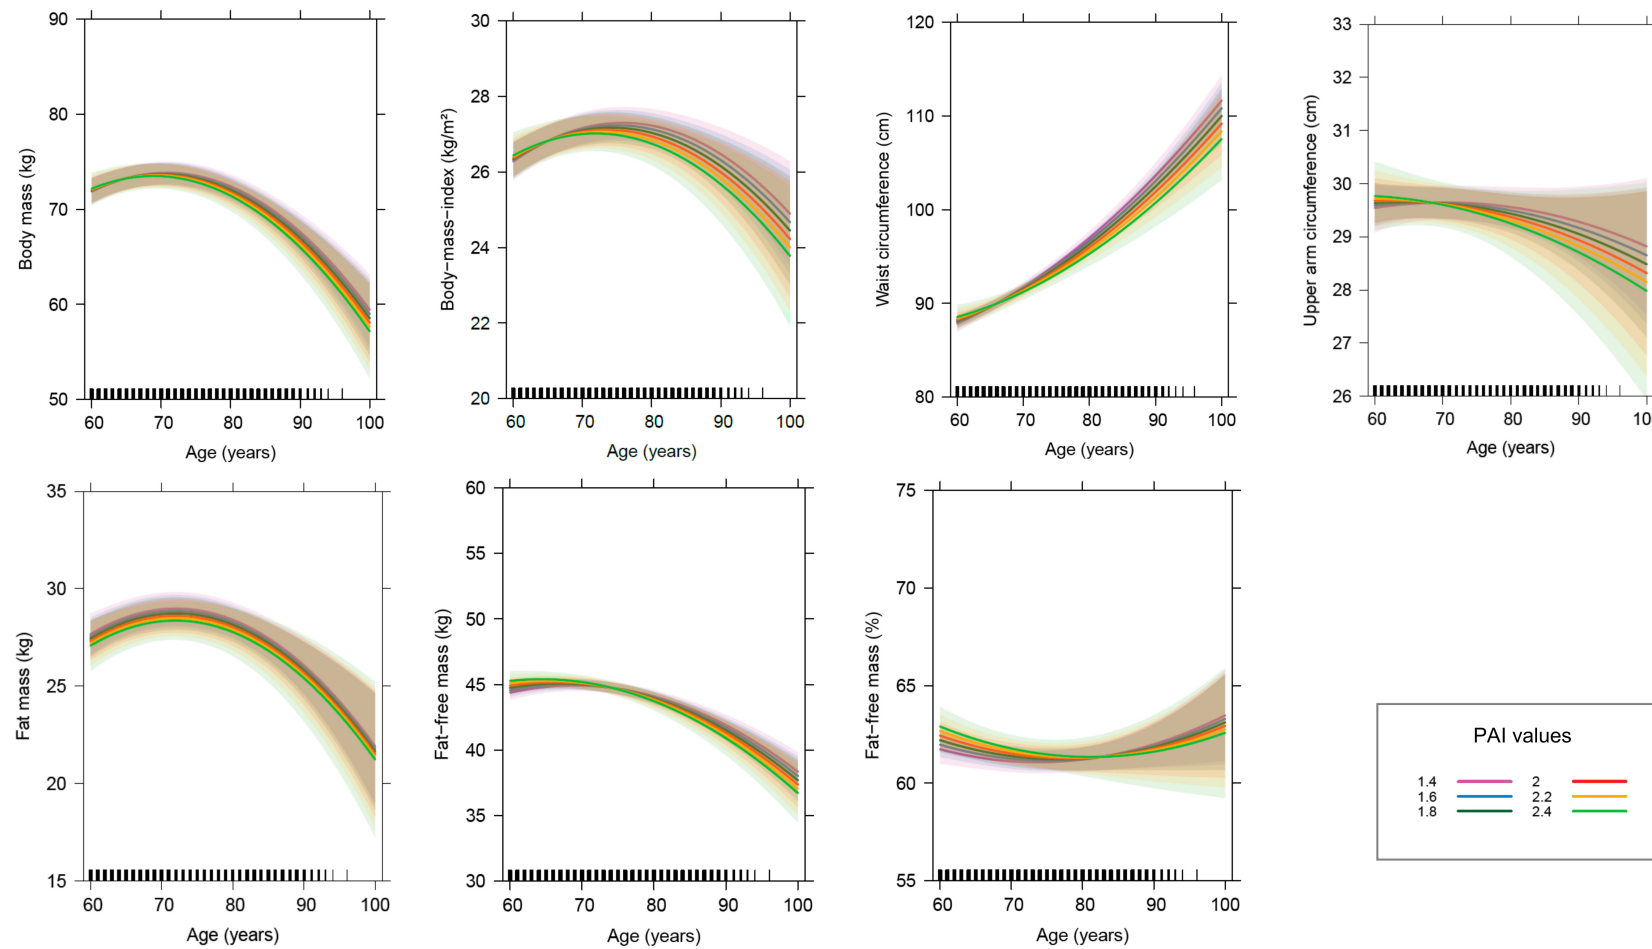 Body mass (kg)
90
80
70
60
50
60 70 80 90 100
Age (years)
Body−mass−index (kg/m²)
30
28
26
24
22
20
60 70 80 90 100
Age (years)
Waist circumference (cm)
120
110
100
90
80
60 70 80 90 100
Age (years)
Upper arm circumference (cm)
33
32
31
30
29
28
27
26
60 70 80 90 10
Age (years)
Fat mass (kg)
35
30
25
20
15
60 70 80 90 100
Age (years)
Fat−free mass (kg)
60
55
50
45
40
35
30
60 70 80 90 100
Age (years)
Fat−free mass (%)
75
70
65
60
55
60 70 80 90 100
Age (years)
PAI values
1.4 2
1.6 2.2
1.8 2.4